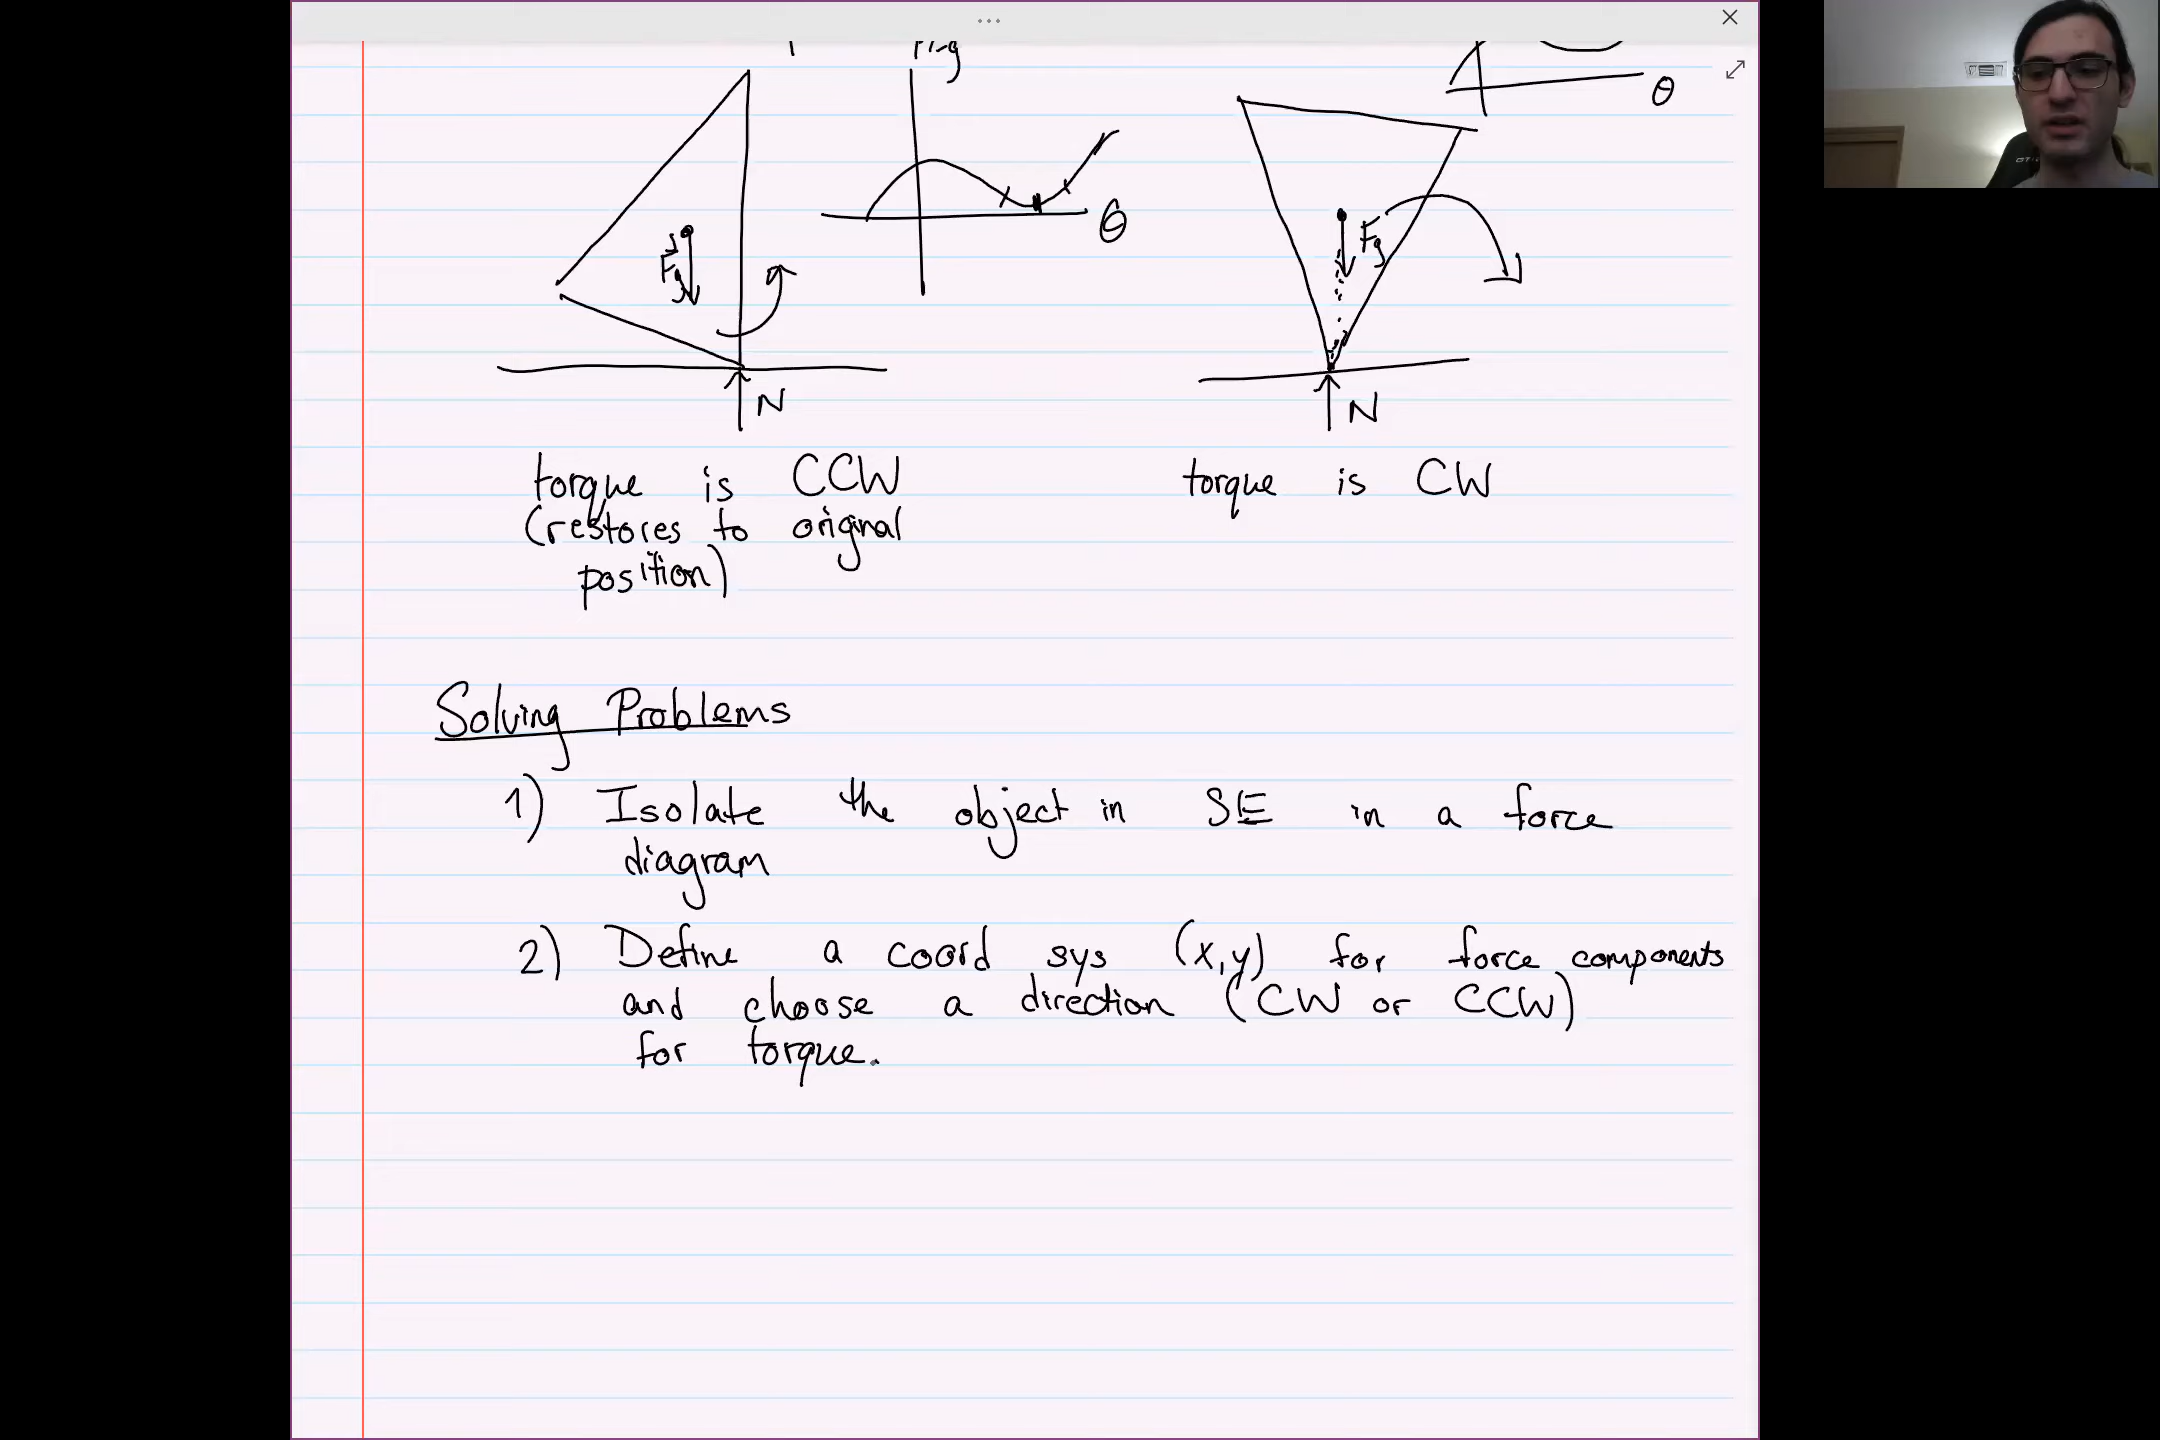 θ
θ
Fg
Fg
N
N
torque is CCW
(restores to original
position)
torque is CW
Solving Problems
1) Isolate the object in SE in a force
diagram
2) Define a coord sys (x,y) for force components
and choose a direction (CW or CCW)
for torque.